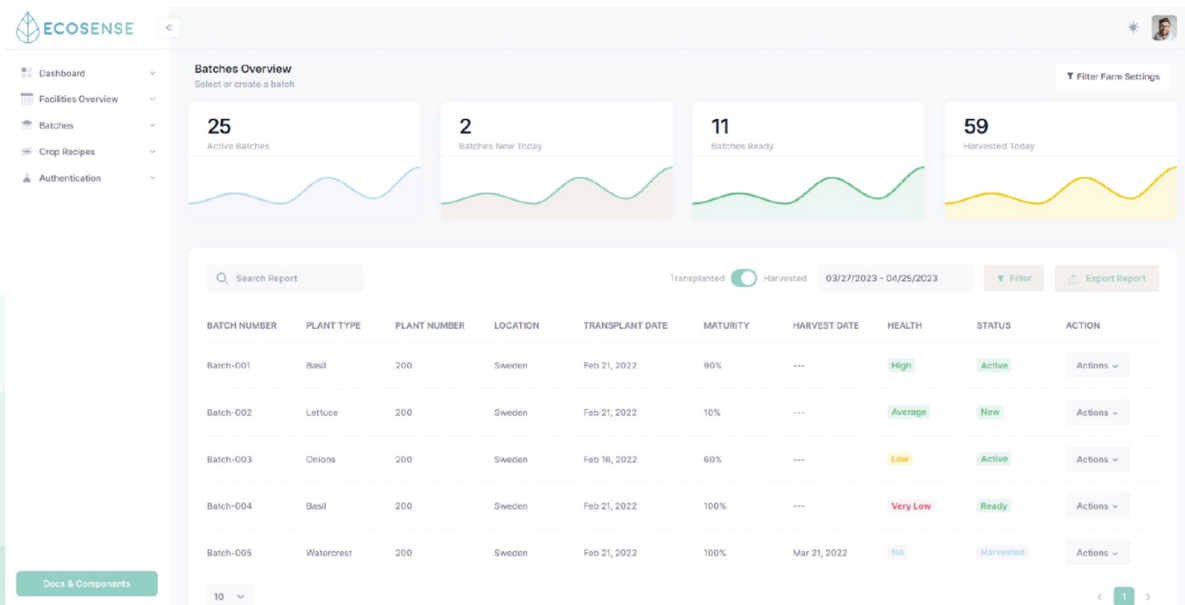 ECOSENSE
Dashboard
Facilities Overview
Batches
Crop Recipes
Authentication
Docs & Components
Batches Overview
Select or create a batch
Filter Farm Settings
25
Active Batches
2
Batches New Today
11
Batches Ready
59
Harvested Today
Search Report
Transplanted Harvested 03/27/2023 - 04/25/2023 Filter Export Report
BATCH NUMBER PLANT TYPE PLANT NUMBER LOCATION TRANSPLANT DATE MATURITY HARVEST DATE HEALTH STATUS ACTION
Batch-001 Basil 200 Sweden Feb 21, 2022 90% --- High Active Actions
Batch-002 Lettuce 200 Sweden Feb 21, 2022 10% --- Average New Actions
Batch-003 Onions 200 Sweden Feb 16, 2022 60% --- Low Active Actions
Batch-004 Basil 200 Sweden Feb 21, 2022 100% --- Very Low Ready Actions
Batch-005 Watercrest 200 Sweden Feb 21, 2022 100% Mar 21, 2022 NA Harvested Actions
10
1